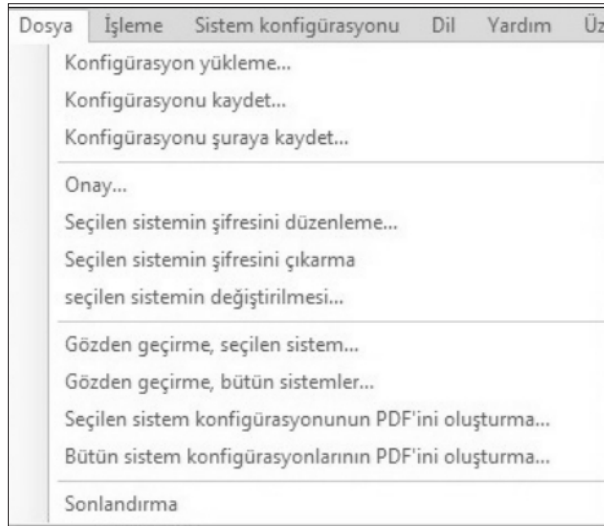 Dosya İşleme Sistem konfigürasyonu Dil Yardım Üz
Konfigürasyon yükleme...
Konfigürasyonu kaydet...
Konfigürasyonu şuraya kaydet...
Onay...
Seçilen sistemin şifresini düzenleme...
Seçilen sistemin şifresini çıkarma
seçilen sistemin değiştirilmesi...
Gözden geçirme, seçilen sistem...
Gözden geçirme, bütün sistemler...
Seçilen sistem konfigürasyonunun PDF'ini oluşturma...
Bütün sistem konfigürasyonlarının PDF'ini oluşturma...
Sonlandırma